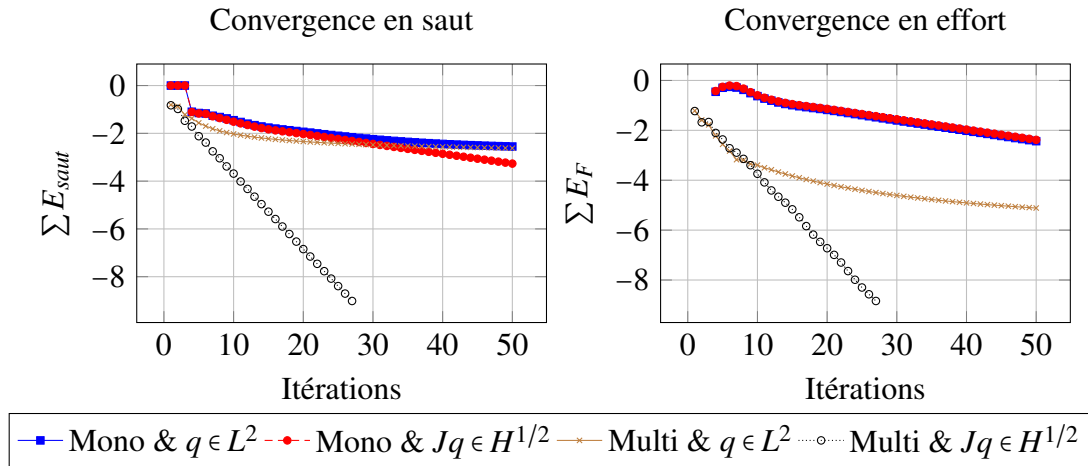 Convergence en saut
0
−2
−4
−6
−8
∑ E_saut
0 10 20 30 40 50
Itérations
Convergence en effort
0
−2
−4
−6
−8
∑ E_F
0 10 20 30 40 50
Itérations
Mono & q ∈ L² Mono & Jq ∈ H^{1/2} Multi & q ∈ L² Multi & Jq ∈ H^{1/2}